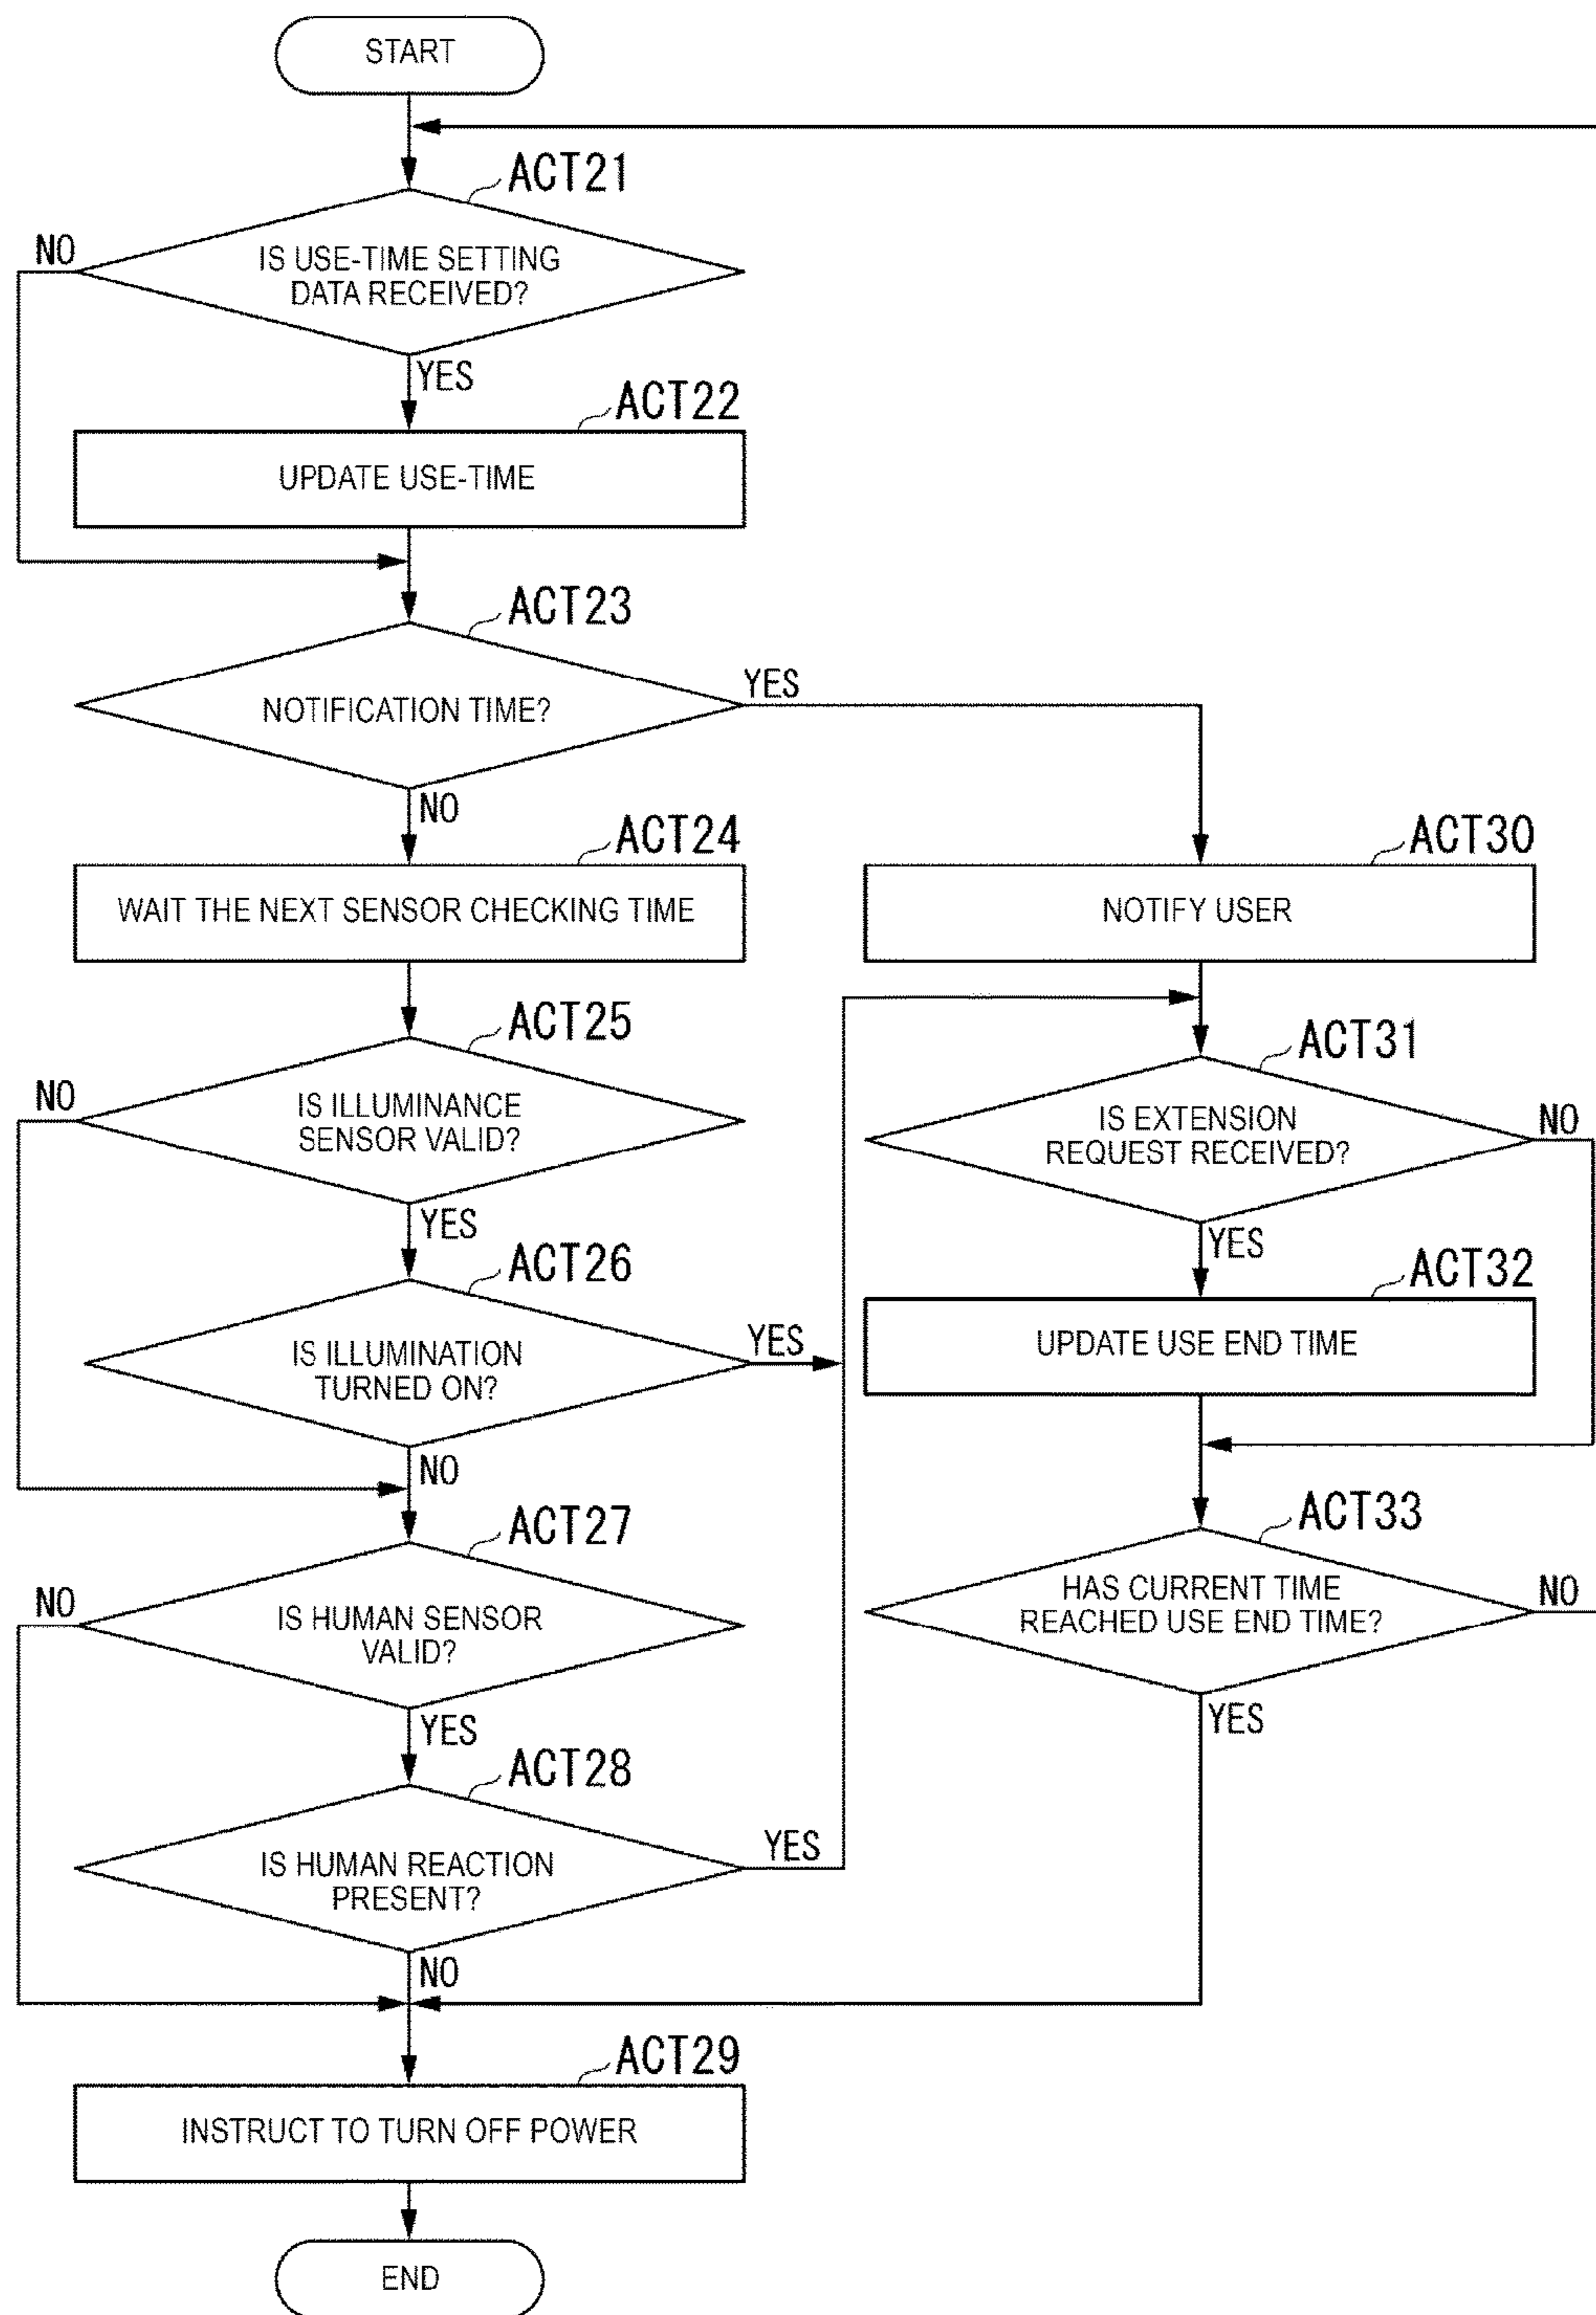 START
ACT21
NO
IS USE-TIME SETTING
DATA RECEIVED?
YES
ACT22
UPDATE USE-TIME
ACT23
NOTIFICATION TIME?
YES
NO
ACT24
WAIT THE NEXT SENSOR CHECKING TIME
ACT30
NOTIFY USER
ACT25
NO
IS ILLUMINANCE
SENSOR VALID?
YES
ACT31
IS EXTENSION
REQUEST RECEIVED?
NO
YES
ACT26
IS ILLUMINATION
TURNED ON?
YES
NO
ACT32
UPDATE USE END TIME
ACT27
NO
IS HUMAN SENSOR
VALID?
YES
ACT33
HAS CURRENT TIME
REACHED USE END TIME?
NO
YES
ACT28
IS HUMAN REACTION
PRESENT?
YES
NO
ACT29
INSTRUCT TO TURN OFF POWER
END